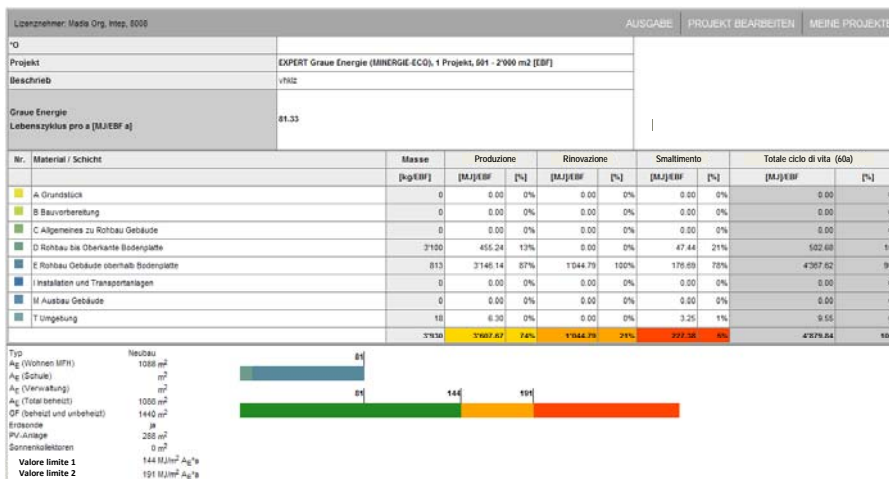 Lizenznehmer: Madis Org, Intep, 8008 AUSGABE PROJEKT BEARBEITEN MEINE PROJEKTE
°O
Projekt EXPERT Graue Energie (MINERGIE-ECO), 1 Projekt, 501 - 2'000 m2 [EBF]
Beschrieb
Graue Energie
Lebenszyklus pro a [MJ/EBF a] 81.33
Nr. Material / Schicht Masse Produzione Rinovazione Smaltimento Totale ciclo di vita (60a)
[kg/EBF] [MJ]/EBF [%] [MJ]/EBF [%] [MJ]/EBF [%] [MJ]/EBF [%]
A Grundstück 0 0.00 0% 0.00 0% 0.00 0% 0.00
B Bauvorbereitung 0 0.00 0% 0.00 0% 0.00 0% 0.00
C Allgemeines zu Rohbau Gebäude 0 0.00 0% 0.00 0% 0.00 0% 0.00
D Rohbau bis Oberkante Bodenplatte 3'100 455.24 13% 0.00 0% 47.44 21% 502.68
E Rohbau Gebäude oberhalb Bodenplatte 813 3'146.14 87% 1'044.79 100% 176.69 78% 4'367.62
I Installation und Transportanlagen 0 0.00 0% 0.00 0% 0.00 0% 0.00
M Ausbau Gebäude 0 0.00 0% 0.00 0% 0.00 0% 0.00
T Umgebung 18 6.30 0% 0.00 0% 3.25 1% 9.55
3'930 3'607.67 74% 1'044.79 21% 227.38 5% 4'879.84
Typ Neubau
AE (Wohnen MFH) 1088 m²
AE (Schule) m²
AE (Verwaltung) m²
AE (Total beheizt) 1088 m²
GF (beheizt und unbeheizt) 1440 m²
Erdsonde ja
PV-Anlage 288 m²
Sonnenkollektoren 0 m²
Valore limite 1 144 MJ/m² AE*a
Valore limite 2 191 MJ/m² AE*a
81
81 144 191